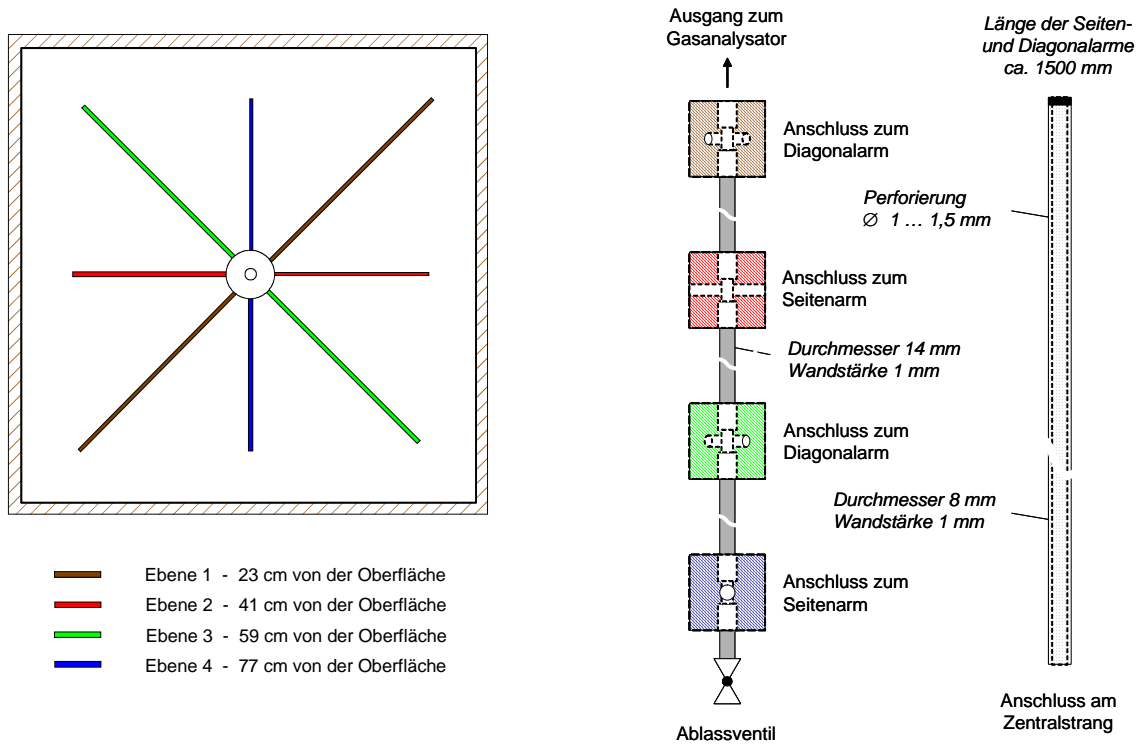 Ausgang zum
Gasanalysator
Länge der Seiten-
und Diagonalarme
ca. 1500 mm
Anschluss zum
Diagonalarm
Perforierung
∅ 1 ... 1,5 mm
Anschluss zum
Seitenarm
Durchmesser 14 mm
Wandstärke 1 mm
Anschluss zum
Diagonalarm
Durchmesser 8 mm
Wandstärke 1 mm
Anschluss zum
Seitenarm
Ablassventil
Anschluss am
Zentralstrang
Ebene 1 - 23 cm von der Oberfläche
Ebene 2 - 41 cm von der Oberfläche
Ebene 3 - 59 cm von der Oberfläche
Ebene 4 - 77 cm von der Oberfläche